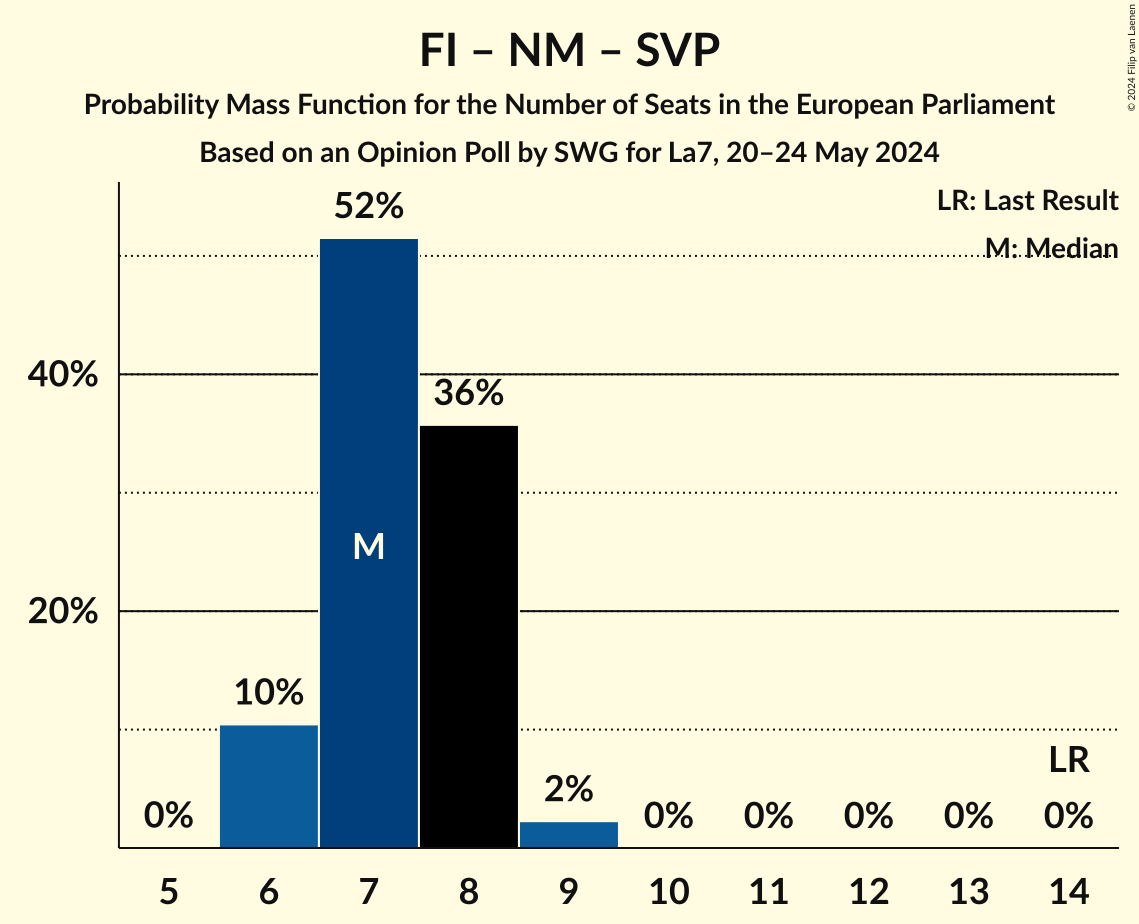 FI – NM – SVP
Probability Mass Function for the Number of Seats in the European Parliament
Based on an Opinion Poll by SWG for La7, 20–24 May 2024
© 2024 Filip van Laenen
LR: Last Result
M: Median
52%
40%
36%
M
20%
10%
LR
0%
2%
0%
0%
0%
0%
0%
5 6 7 8 9 10 11 12 13 14